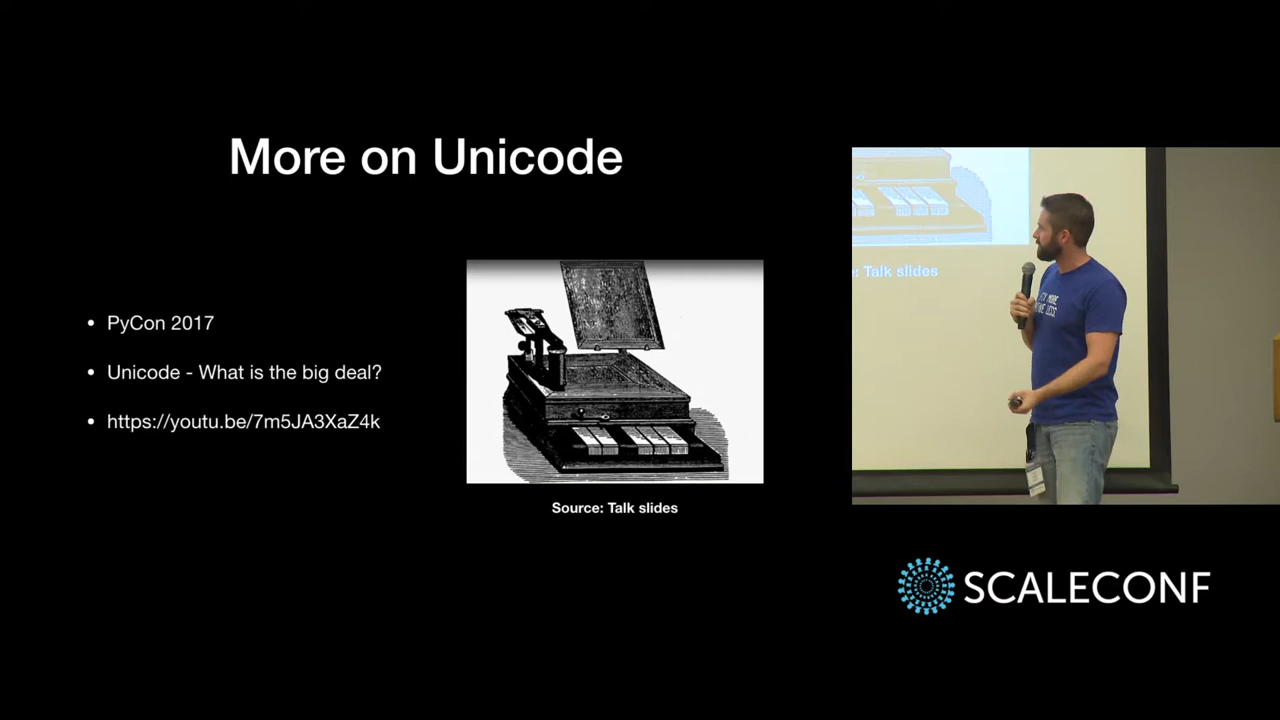 More on Unicode
• PyCon 2017
• Unicode - What is the big deal?
• https://youtu.be/7m5JA3XaZ4k
Source: Talk slides
: Talk slides
SCALECONF